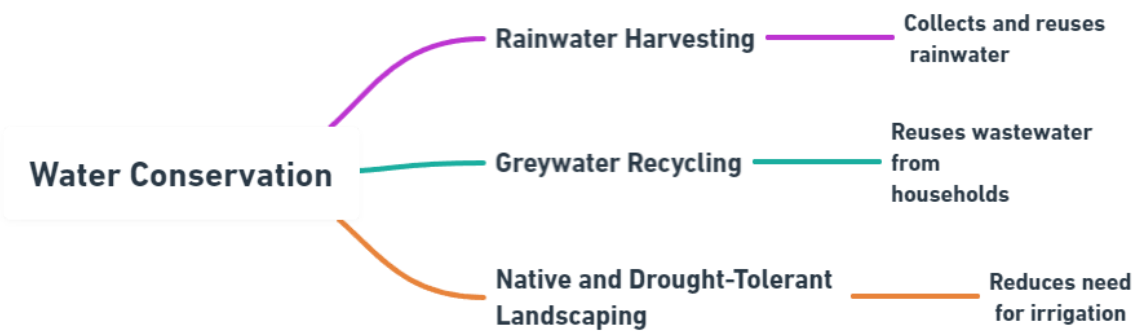 Water Conservation
Rainwater Harvesting
Collects and reuses
rainwater
Greywater Recycling
Reuses wastewater
from
households
Native and Drought-Tolerant
Landscaping
Reduces need
for irrigation